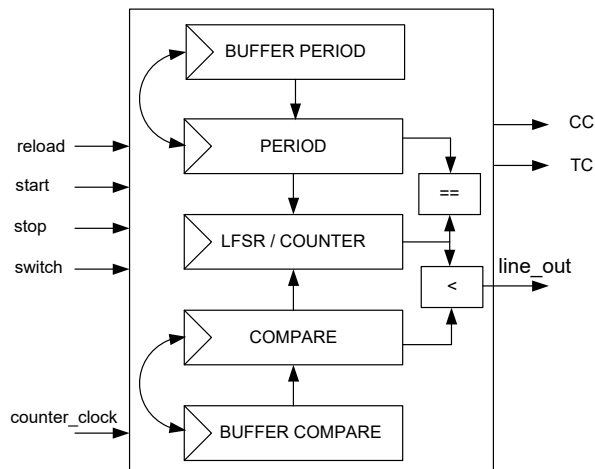 BUFFER PERIOD
PERIOD
CC
reload
TC
start
==
stop
LFSR / COUNTER
switch
line_out
<
COMPARE
counter_clock
BUFFER COMPARE